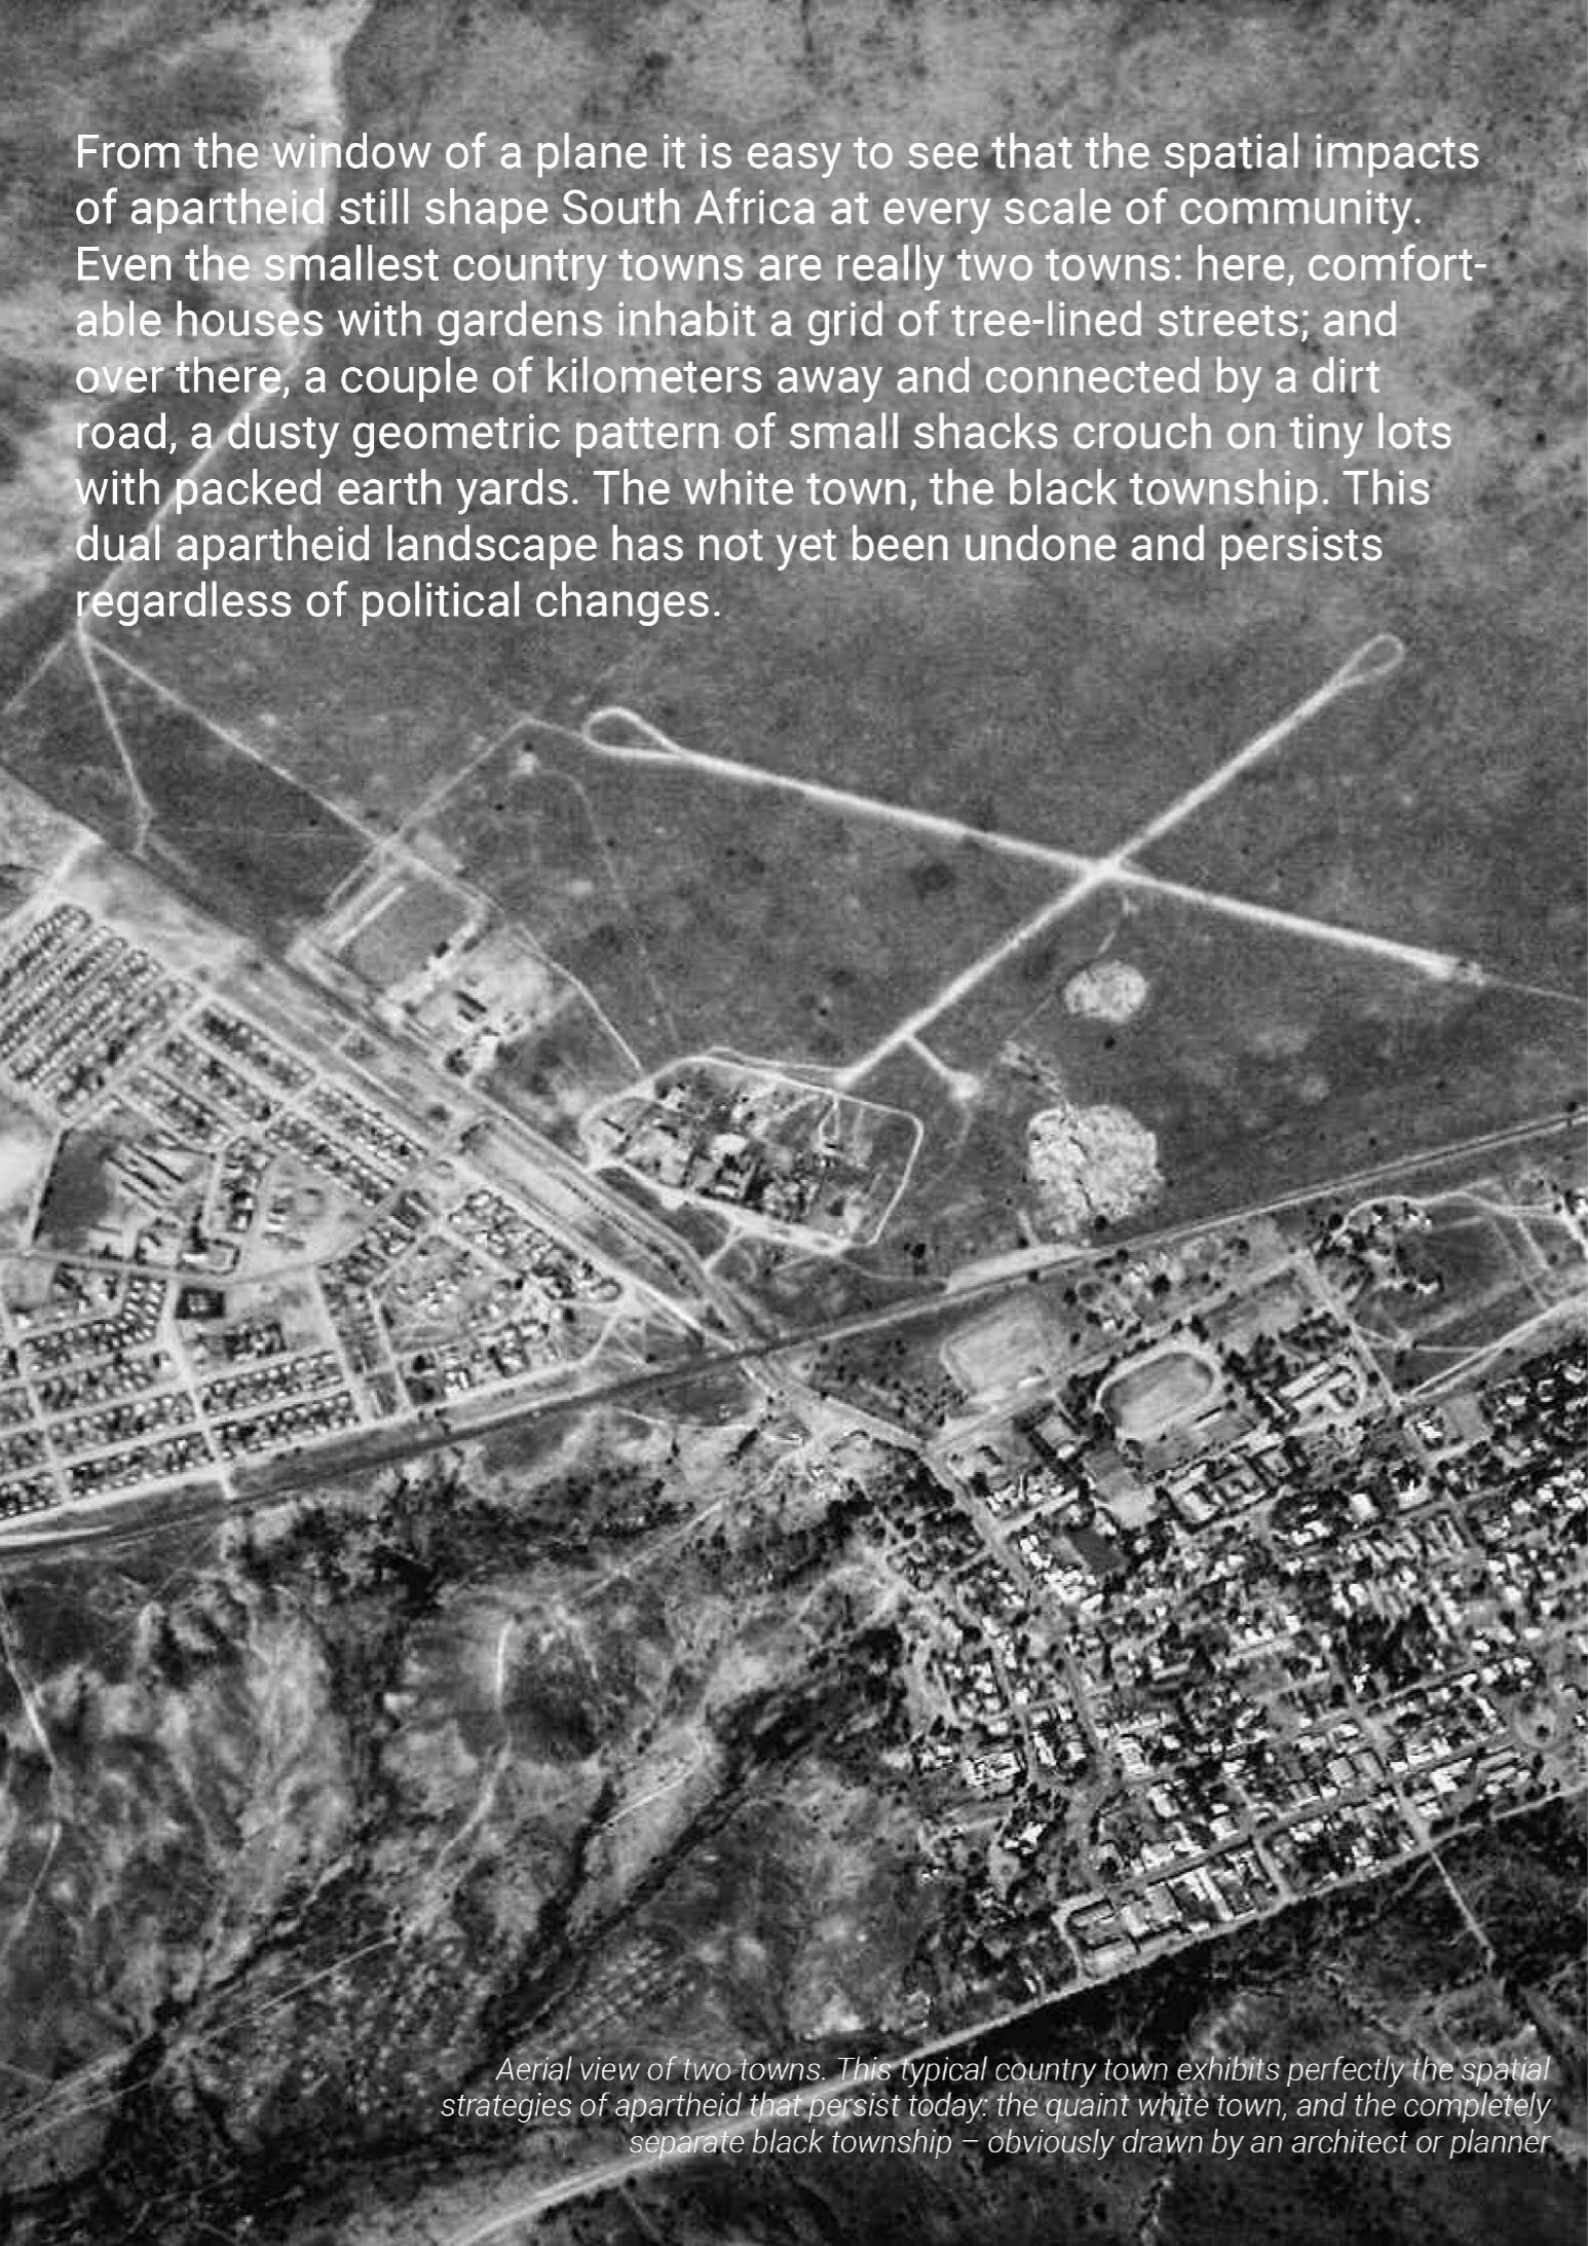 From the window of a plane it is easy to see that the spatial impacts
of apartheid still shape South Africa at every scale of community.
Even the smallest country towns are really two towns: here, comfort-
able houses with gardens inhabit a grid of tree-lined streets; and
over there, a couple of kilometers away and connected by a dirt
road, a dusty geometric pattern of small shacks crouch on tiny lots
with packed earth yards. The white town, the black township. This
dual apartheid landscape has not yet been undone and persists
regardless of political changes.
Aerial view of two towns. This typical country town exhibits perfectly the spatial
strategies of apartheid that persist today: the quaint white town, and the completely
separate black township – obviously drawn by an architect or planner